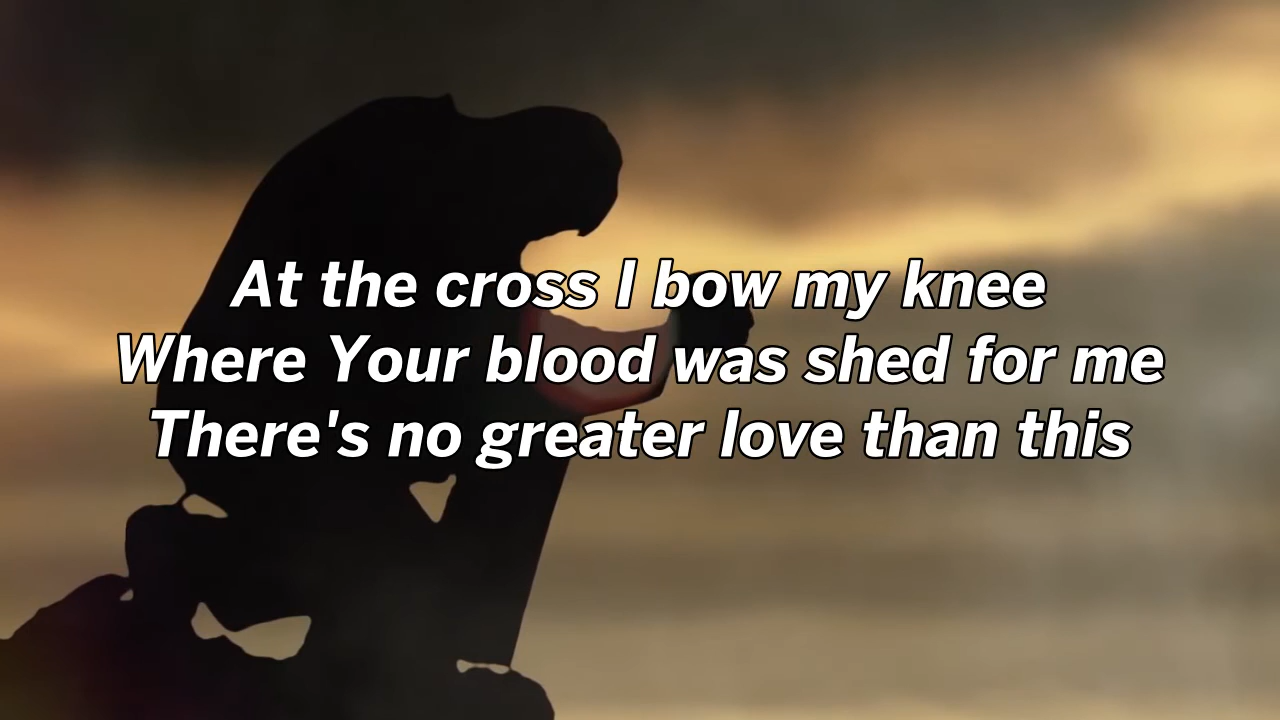 At the cross I bow my knee
Where Your blood was shed for me
There's no greater love than this